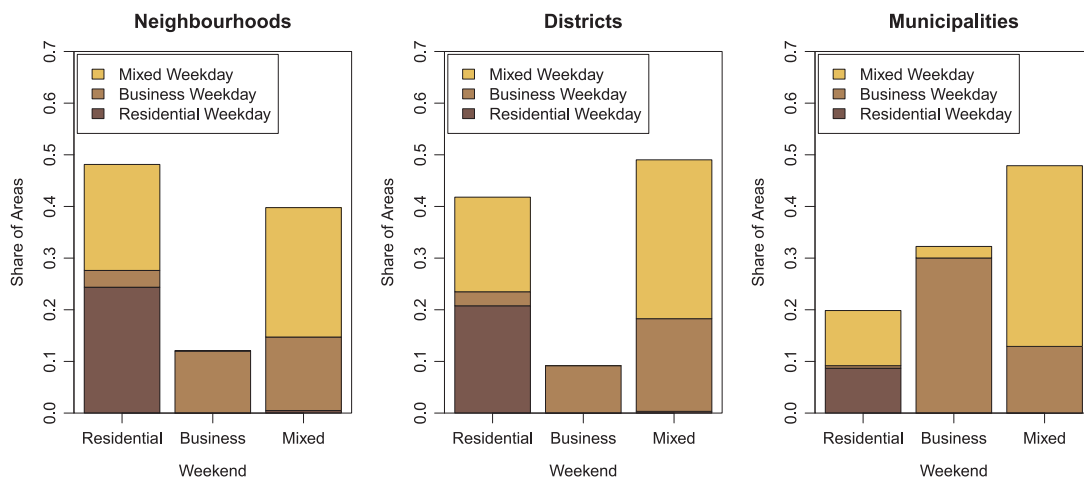 Neighbourhoods
0.7
0.6
0.5
0.4
0.3
0.2
0.1
0.0
Share of Areas
Mixed Weekday
Business Weekday
Residential Weekday
Residential
Business
Mixed
Weekend
Districts
0.7
0.6
0.5
0.4
0.3
0.2
0.1
0.0
Share of Areas
Mixed Weekday
Business Weekday
Residential Weekday
Residential
Business
Mixed
Weekend
Municipalities
0.7
0.6
0.5
0.4
0.3
0.2
0.1
0.0
Share of Areas
Mixed Weekday
Business Weekday
Residential Weekday
Residential
Business
Mixed
Weekend